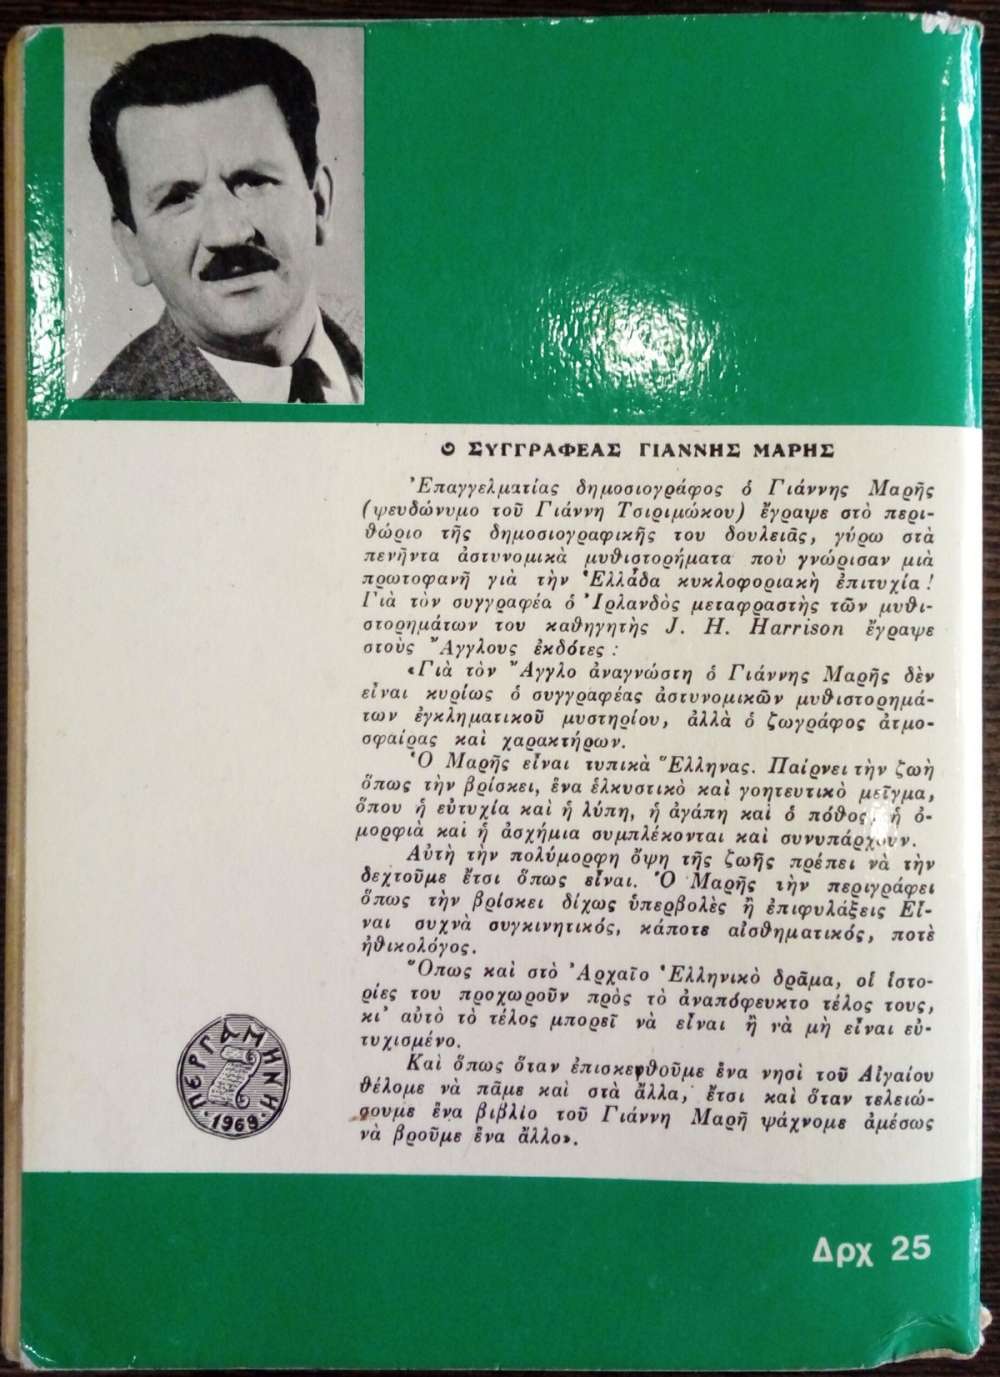 Ο ΣΥΓΓΡΑΦΕΑΣ ΓΙΑΝΝΗΣ ΜΑΡΗΣ
Ἐπαγγελματίας δημοσιογράφος ὁ Γιάννης Μαρῆς
(ψευδώνυμο τοῦ Γιάννη Τσιριμώκου) ἔγραψε στὸ περι-
θώριο τῆς δημοσιογραφικῆς του δουλειᾶς, γύρω στὰ
πενῆντα ἀστυνομικὰ μυθιστορήματα ποὺ γνώρισαν μιὰ
πρωτοφανῆ γιὰ τὴν Ἑλλάδα κυκλοφοριακὴ ἐπιτυχία!
Γιὰ τὸν συγγραφέα ὁ Ἰρλανδὸς μεταφραστὴς τῶν μυθι-
στορημάτων του καθηγητὴς J. H. Harrison ἔγραψε
στοὺς Ἄγγλους ἐκδότες :
«Γιὰ τὸν Ἄγγλο ἀναγνώστη ὁ Γιάννης Μαρῆς δὲν
εἶναι κυρίως ὁ συγγραφέας ἀστυνομικῶν μυθιστορημά-
των ἐγκληματικοῦ μυστηρίου, ἀλλὰ ὁ ζωγράφος ἀτμο-
σφαίρας καὶ χαρακτήρων.
Ὁ Μαρῆς εἶναι τυπικὰ Ἕλληνας. Παίρνει τὴν ζωὴ
ὅπως τὴν βρίσκει, ἕνα ἑλκυστικὸ καὶ γοητευτικὸ μεῖγμα,
ὅπου ἡ εὐτυχία καὶ ἡ λύπη, ἡ ἀγάπη καὶ ὁ πόθος, ἡ ὀ-
μορφιὰ καὶ ἡ ἀσχήμια συμπλέκονται καὶ συνυπάρχουν.
Αὐτὴ τὴν πολύμορφη ὄψη τῆς ζωῆς πρέπει νὰ τὴν
δεχτοῦμε ἔτσι ὅπως εἶναι. Ὁ Μαρῆς τὴν περιγράφει
ὅπως τὴν βρίσκει δίχως ὑπερβολὲς ἢ ἐπιφυλάξεις Εἶ-
ναι συχνὰ συγκινητικός, κάποτε αἰσθηματικός, ποτὲ
ἠθικολόγος.
Ὅπως καὶ στὸ Ἀρχαῖο Ἑλληνικὸ δρᾶμα, οἱ ἱστο-
ρίες του προχωροῦν πρὸς τὸ ἀναπόφευκτο τέλος τους,
κι' αὐτὸ τὸ τέλος μπορεῖ νὰ εἶναι ἢ νὰ μὴ εἶναι εὐ-
τυχισμένο.
Καὶ ὅπως ὅταν ἐπισκεφθοῦμε ἕνα νησὶ τοῦ Αἰγαίου
θέλομε νὰ πᾶμε καὶ στὰ ἄλλα, ἔτσι καὶ ὅταν τελειώ-
σουμε ἕνα βιβλίο τοῦ Γιάννη Μαρῆ ψάχνομε ἀμέσως
νὰ βροῦμε ἕνα ἄλλο».
ΠΕΡΓΑΜΗΝΗ
·1969·
Δρχ 25